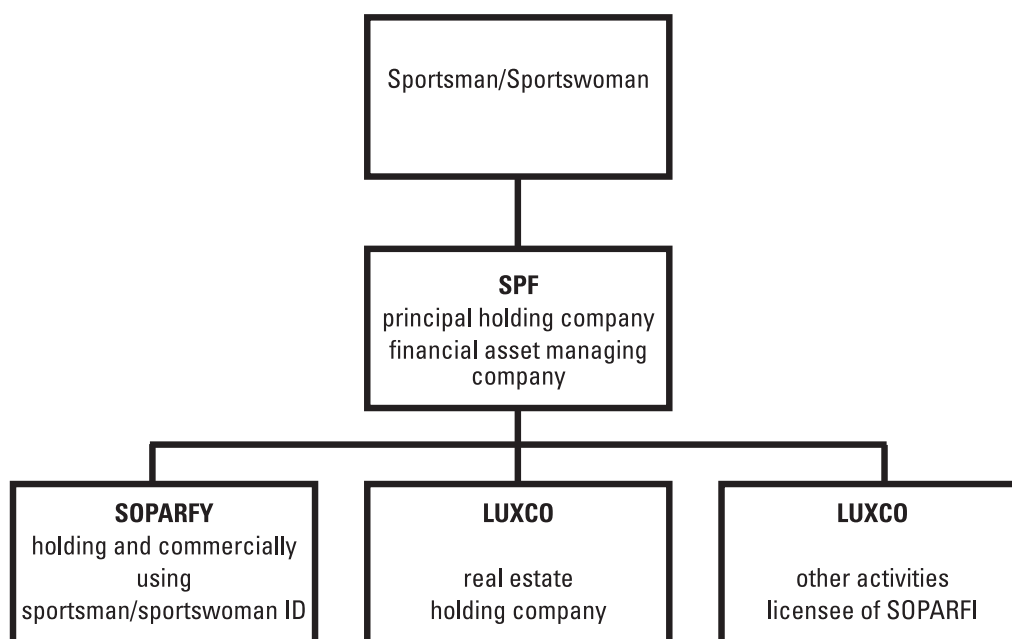 Sportsman/Sportswoman
SPF
principal holding company
financial asset managing
company
SOPARFY
holding and commercially
using
sportsman/sportswoman ID
LUXCO
real estate
holding company
LUXCO
other activities
licensee of SOPARFI